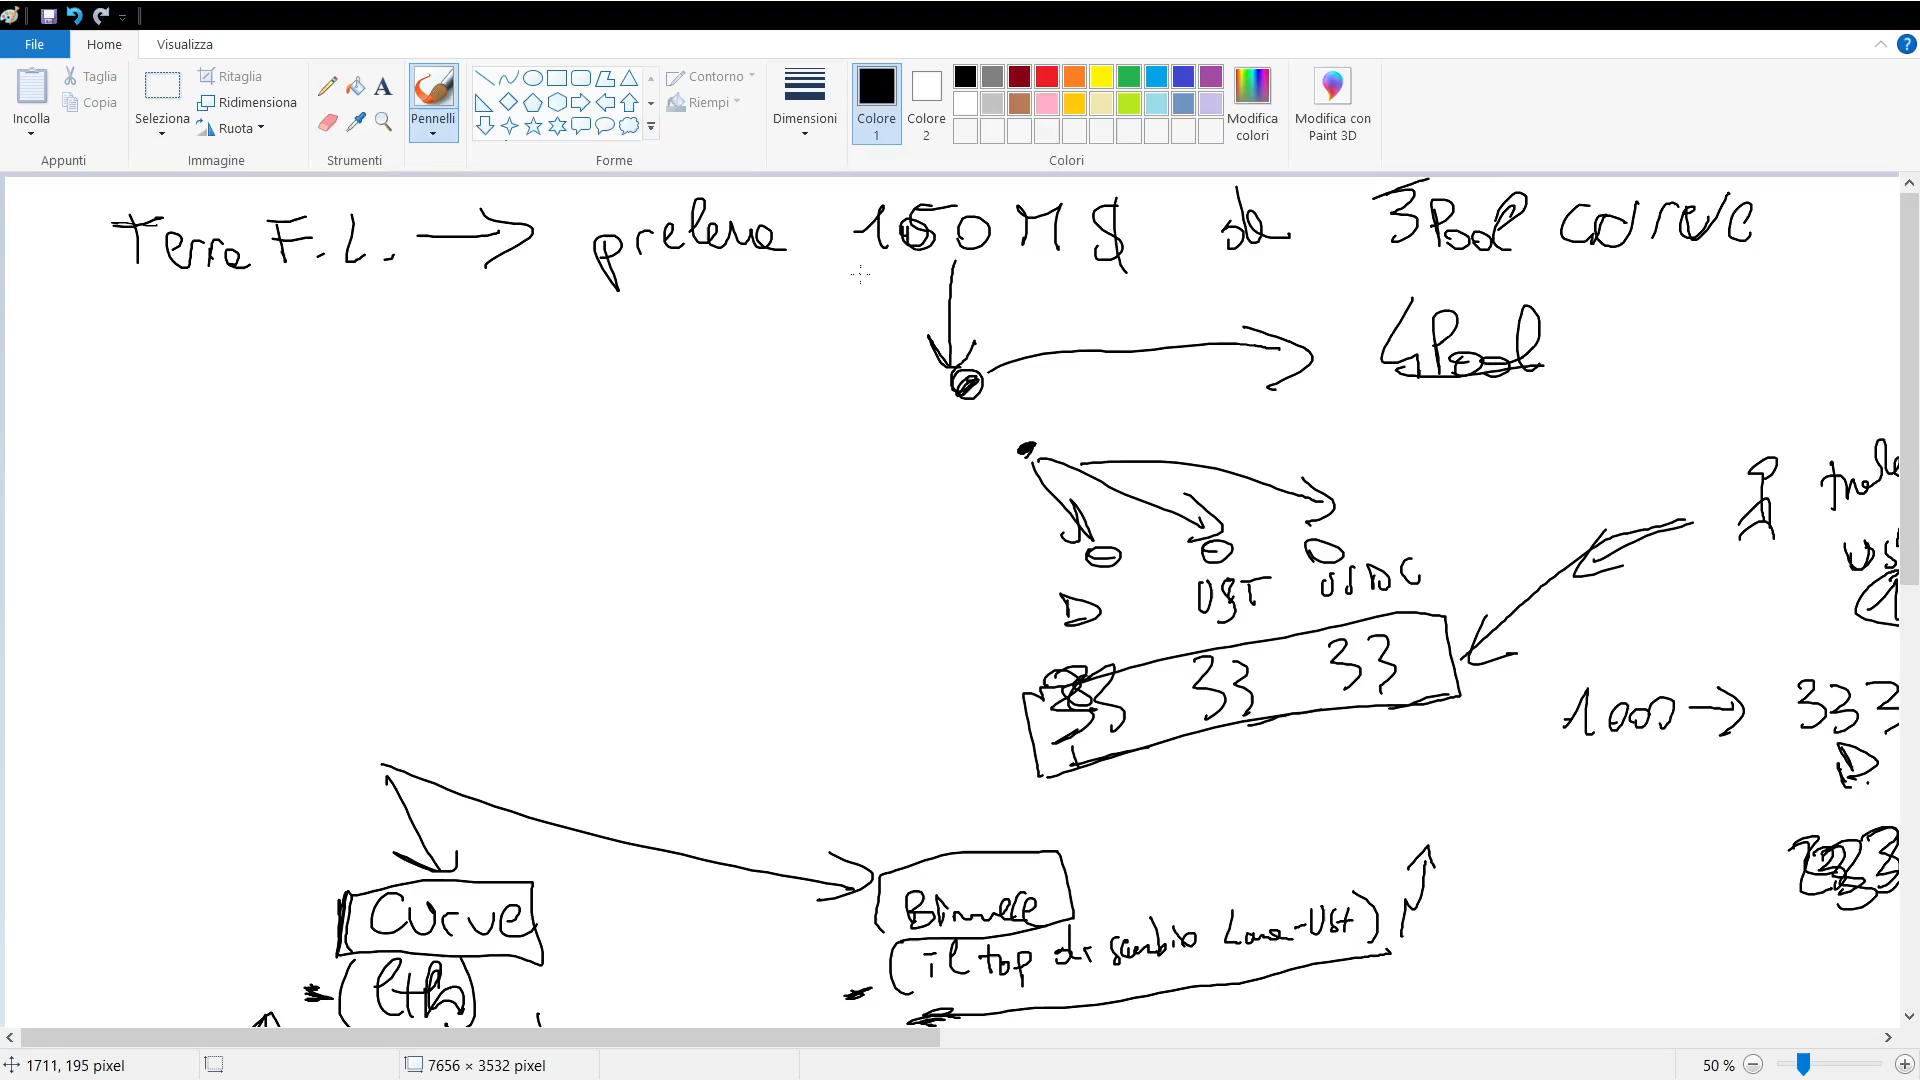 File Home Visualizza
Incolla
Taglia
Copia
Appunti
Seleziona
Ritaglia
Ridimensiona
Ruota
Immagine
A
Strumenti
Pennelli
Contorno
Riempi
Forme
Dimensioni
Colore 1
Colore 2
Modifica colori
Colori
Modifica con Paint 3D
Terra F.L. → preleva 150 M $ da 3Pool Curve
4Pool
D UST USDC
33 33
1000 → 333
D.
Curve
(Eth)
Binance
(il top di scambio Luna-Ust)
1711, 195 pixel 7656 × 3532 pixel 50 %